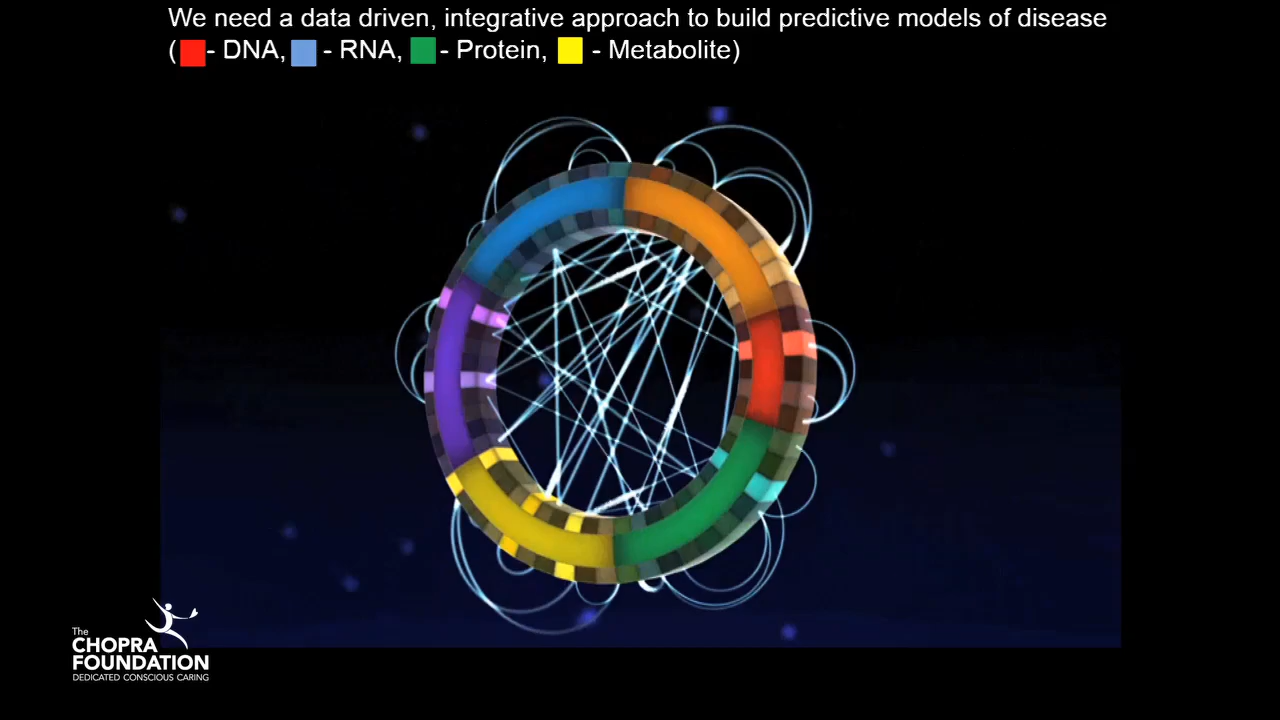 We need a data driven, integrative approach to build predictive models of disease
( - DNA, - RNA, - Protein, - Metabolite)
The
CHOPRA
FOUNDATION
DEDICATED CONSCIOUS CARING